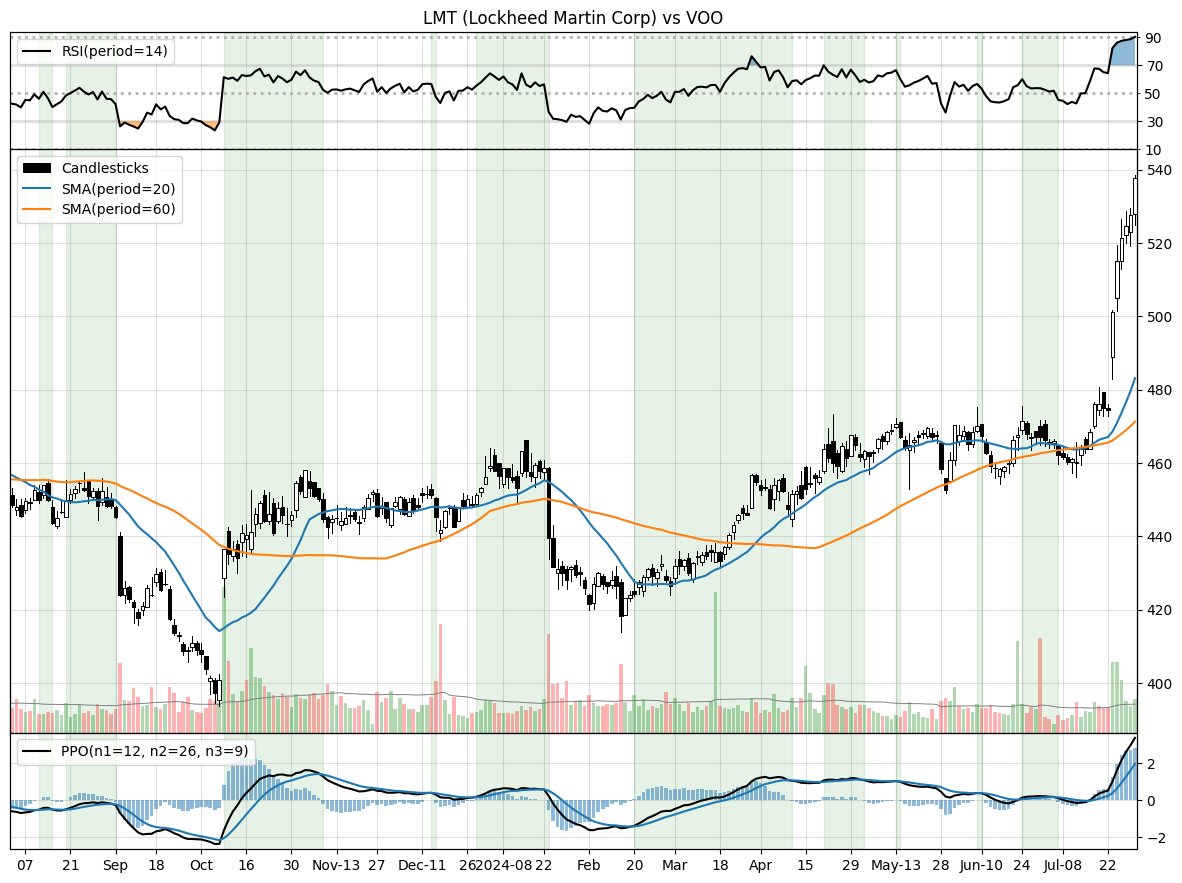 LMT (Lockheed Martin Corp) vs VOO
RSI(period=14)
90
70
50
30
10
Candlesticks
SMA(period=20)
SMA(period=60)
540
520
500
480
460
440
420
400
PPO(n1=12, n2=26, n3=9)
2
0
−2
07 21 Sep 18 Oct 16 30 Nov-13 27 Dec-11 26 2024-08 22 Feb 20 Mar 18 Apr 15 29 May-13 28 Jun-10 24 Jul-08 22